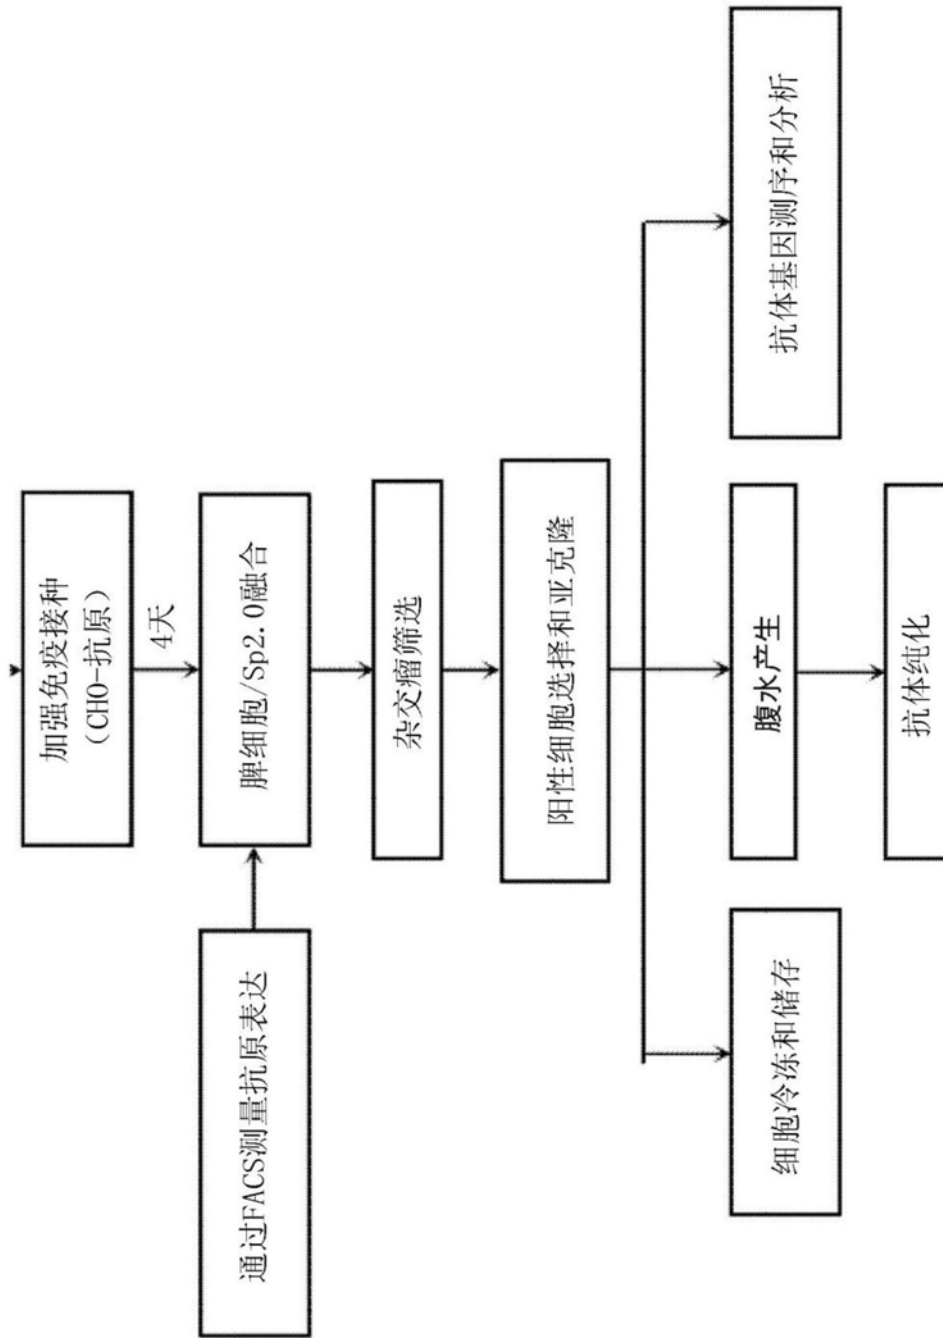 加强免疫接种
(CHO-抗原)
4天
通过FACS测量抗原表达
脾细胞/Sp2.0融合
杂交瘤筛选
阳性细胞选择和亚克隆
细胞冷冻和储存
腹水产生
抗体基因测序和分析
抗体纯化